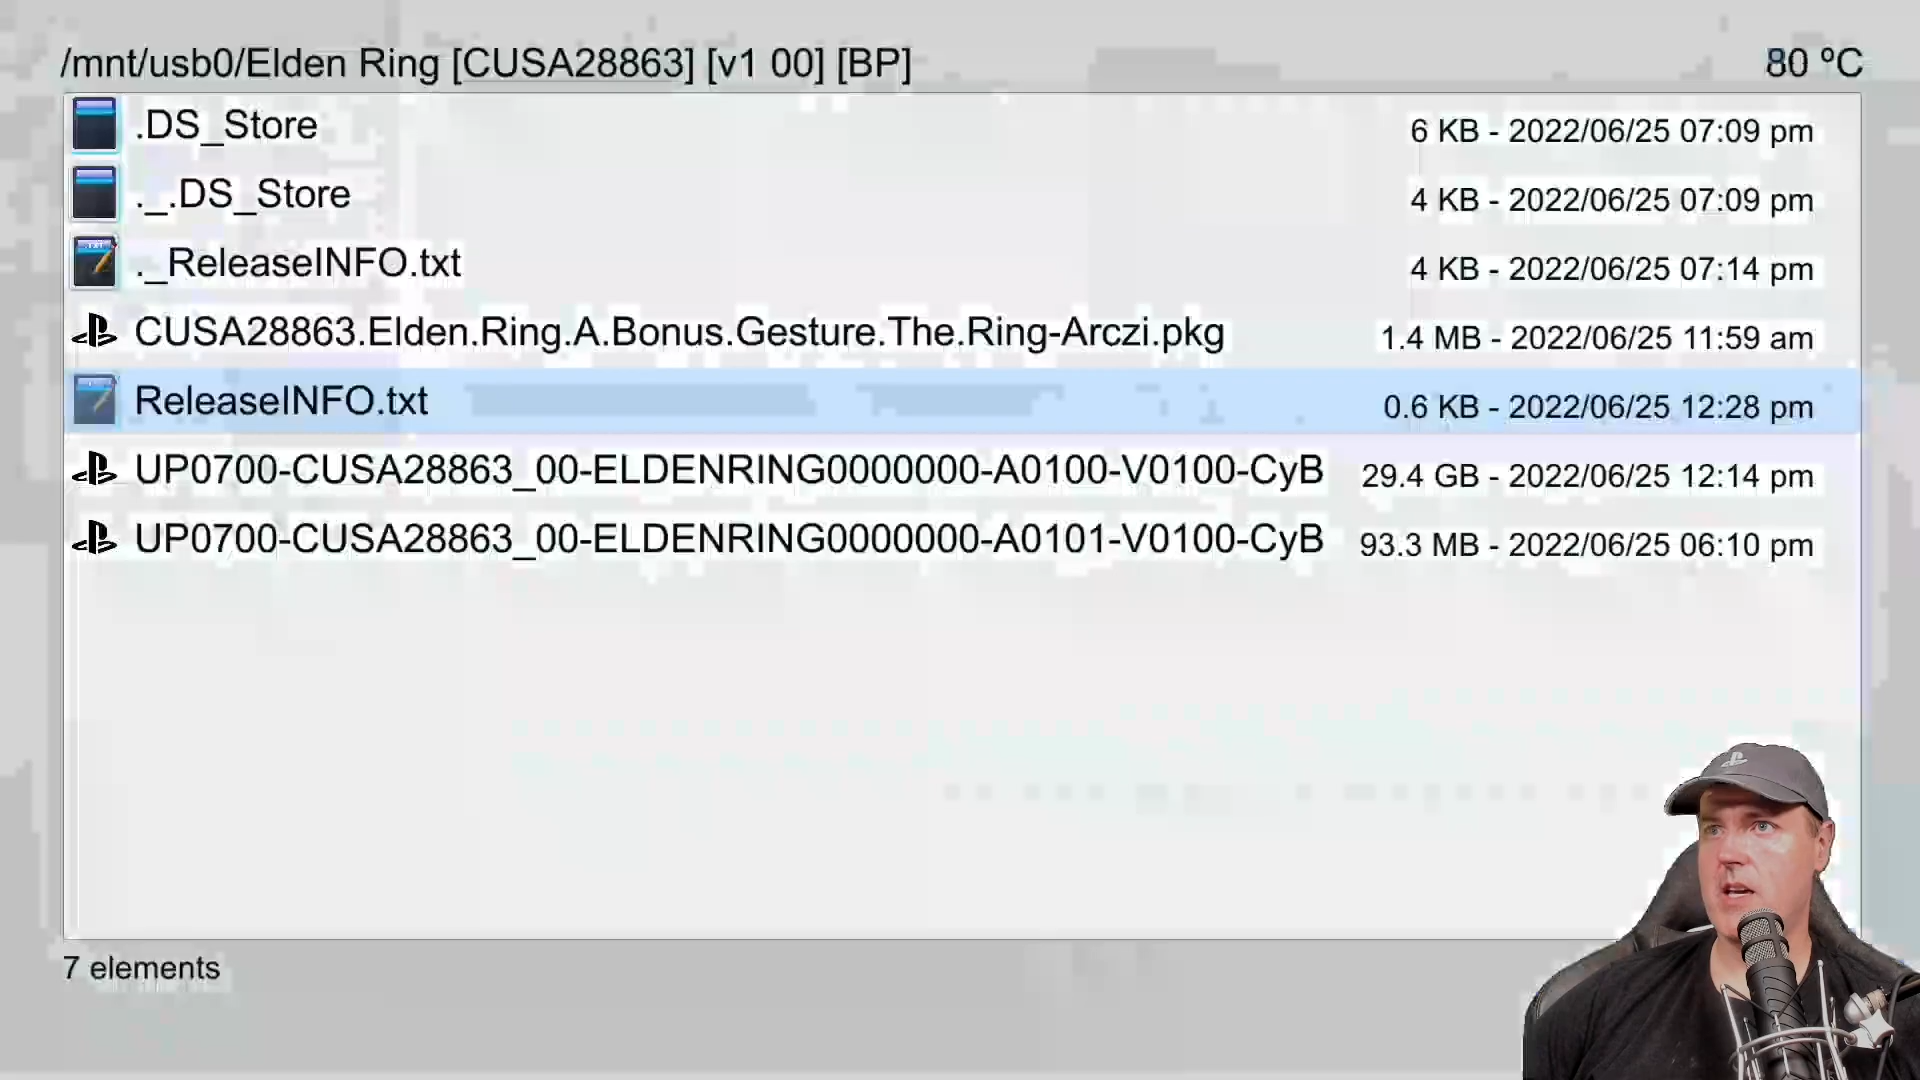 /mnt/usb0/Elden Ring [CUSA28863] [v1 00] [BP]
80 ºC
.DS_Store
6 KB - 2022/06/25 07:09 pm
._.DS_Store
4 KB - 2022/06/25 07:09 pm
._ReleaseINFO.txt
4 KB - 2022/06/25 07:14 pm
CUSA28863.Elden.Ring.A.Bonus.Gesture.The.Ring-Arczi.pkg
1.4 MB - 2022/06/25 11:59 am
ReleaseINFO.txt
0.6 KB - 2022/06/25 12:28 pm
UP0700-CUSA28863_00-ELDENRING0000000-A0100-V0100-CyB
29.4 GB - 2022/06/25 12:14 pm
UP0700-CUSA28863_00-ELDENRING0000000-A0101-V0100-CyB
93.3 MB - 2022/06/25 06:10 pm
7 elements